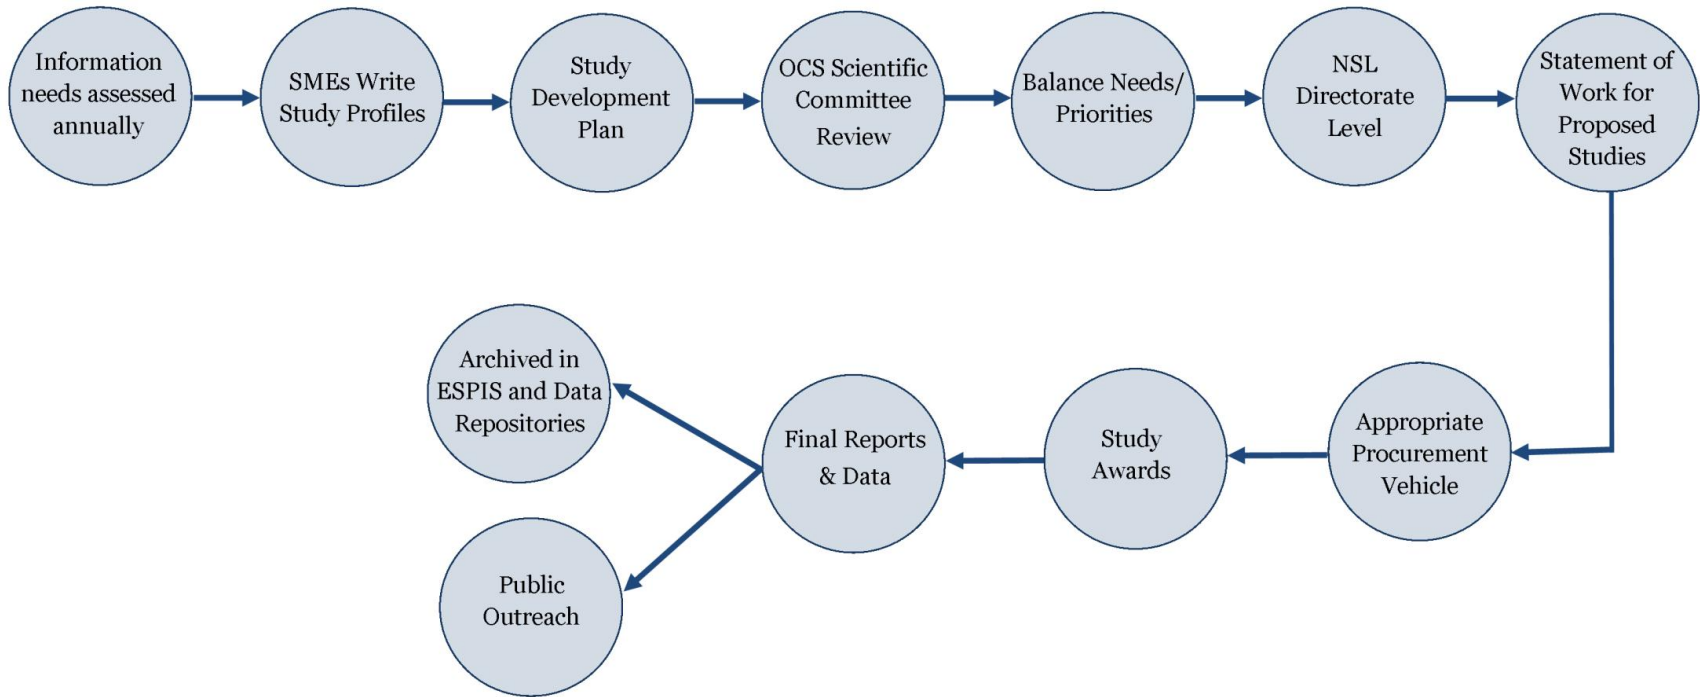 Information
needs assessed
annually
SMEs Write
Study Profiles
Study
Development
Plan
OCS Scientific
Committee
Review
Balance Needs/
Priorities
NSL
Directorate
Level
Statement of
Work for
Proposed
Studies
Appropriate
Procurement
Vehicle
Study
Awards
Final Reports
& Data
Archived in
ESPIS and Data
Repositories
Public
Outreach